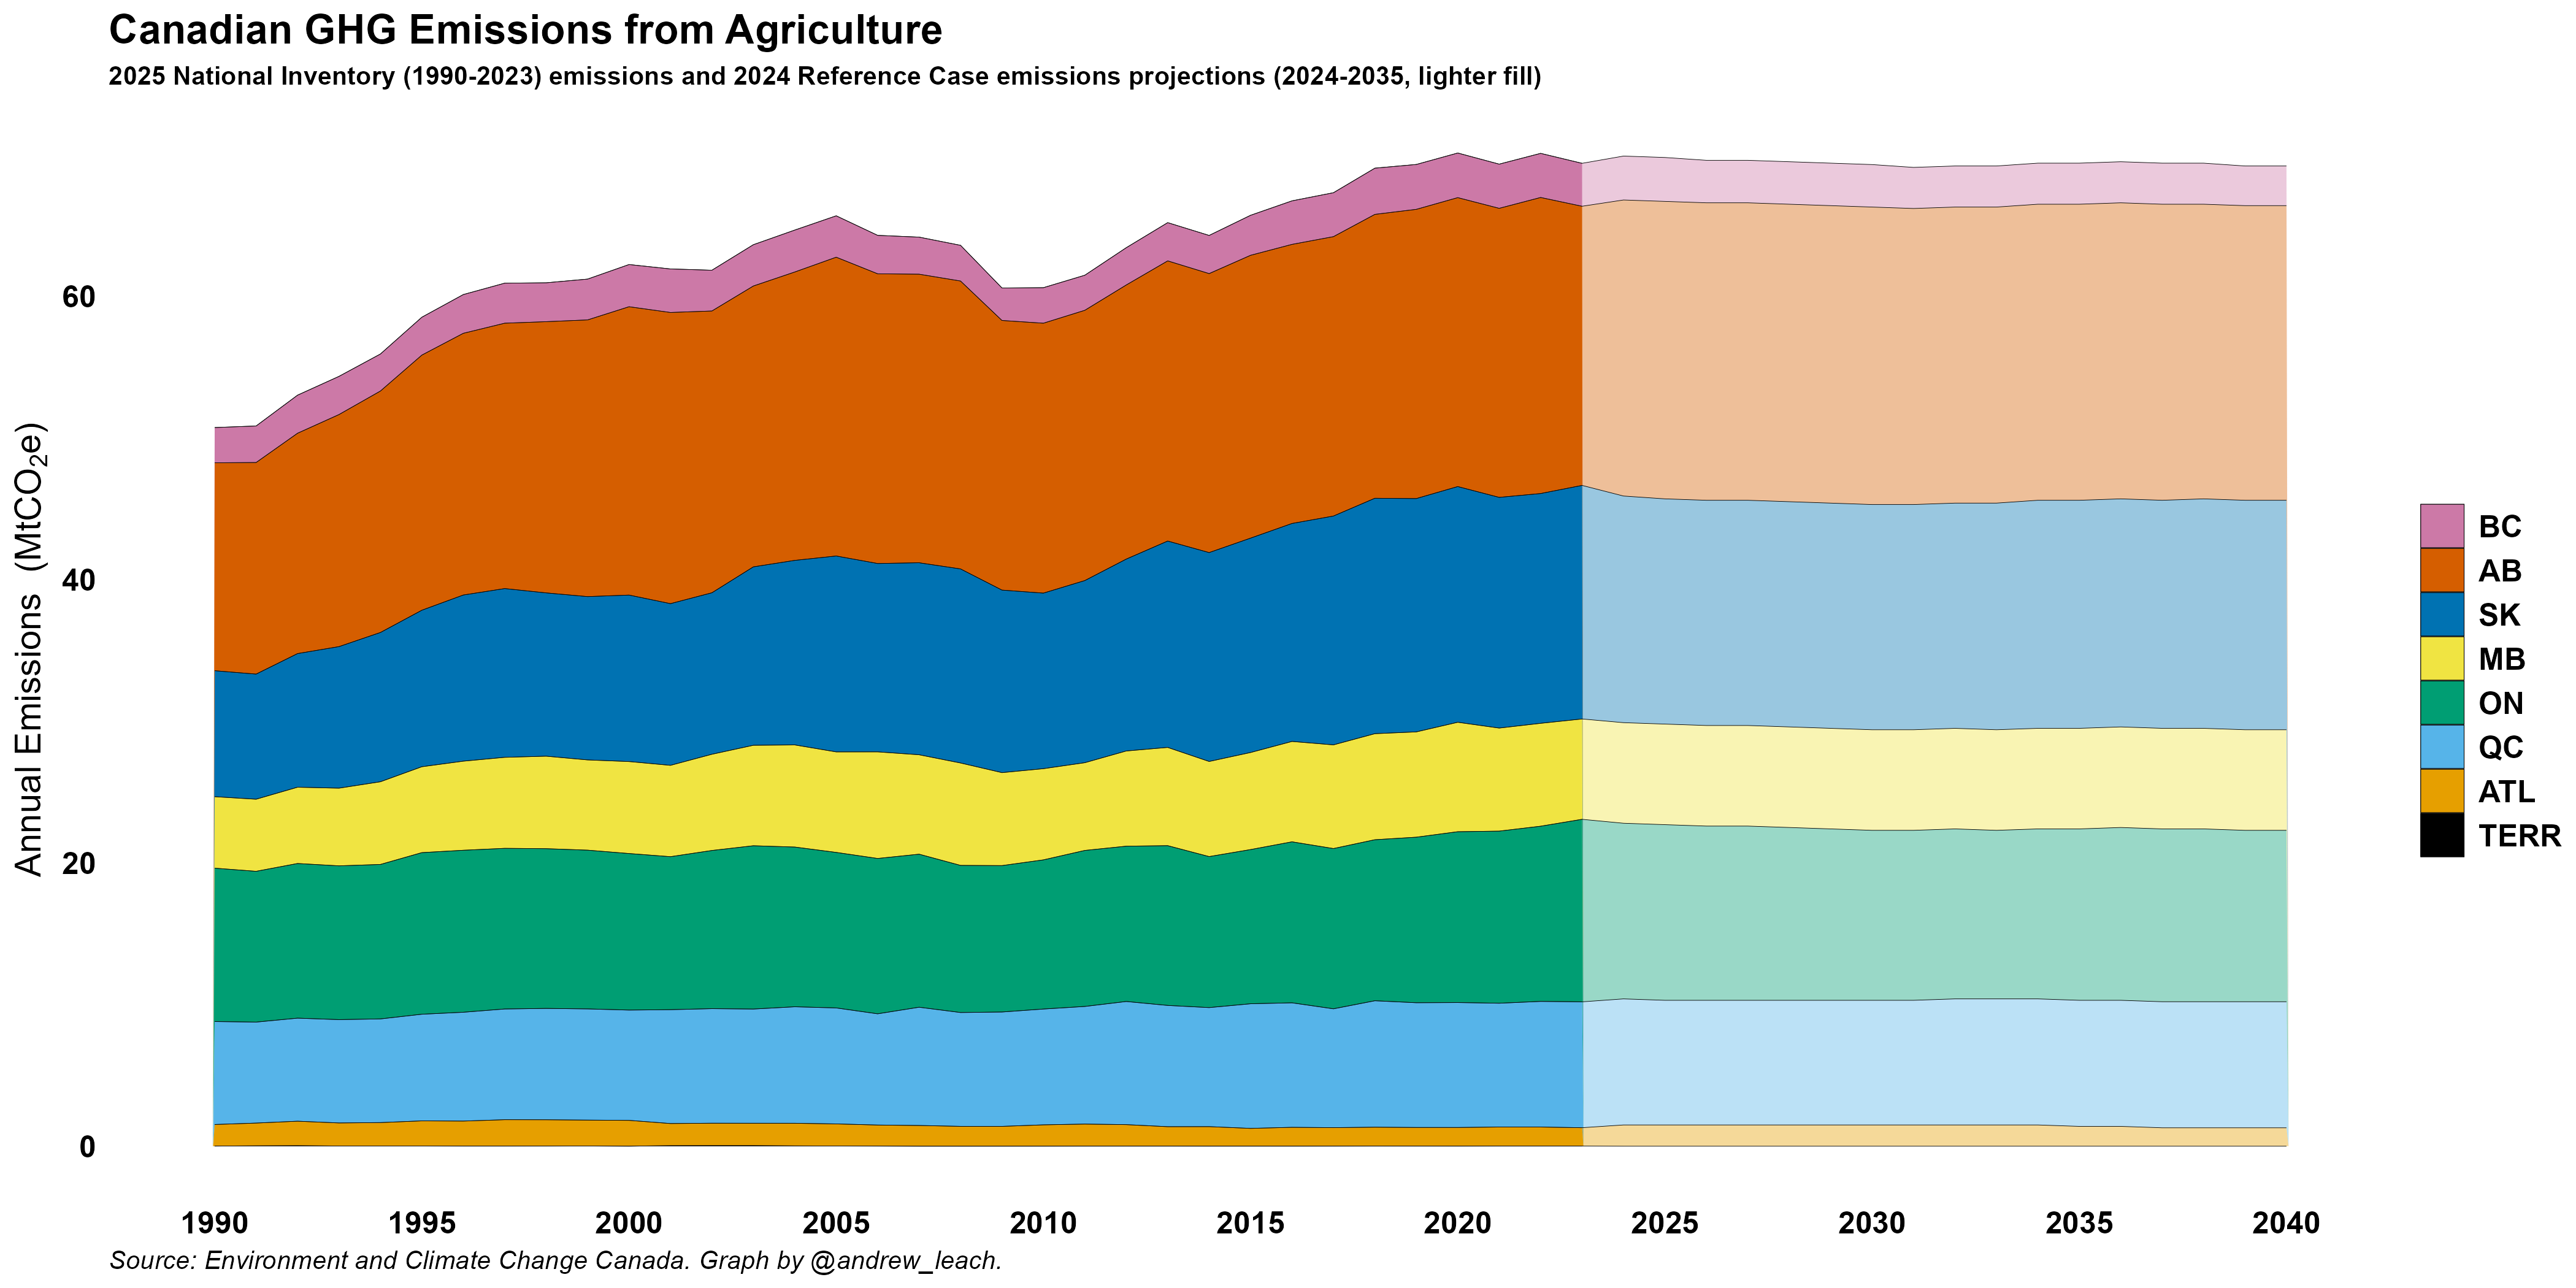 Canadian GHG Emissions from Agriculture
2025 National Inventory (1990-2023) emissions and 2024 Reference Case emissions projections (2024-2035, lighter fill)
Annual Emissions (MtCO₂e)
60
40
20
0
BC
AB
SK
MB
ON
QC
ATL
TERR
1990 1995 2000 2005 2010 2015 2020 2025 2030 2035 2040
Source: Environment and Climate Change Canada. Graph by @andrew_leach.